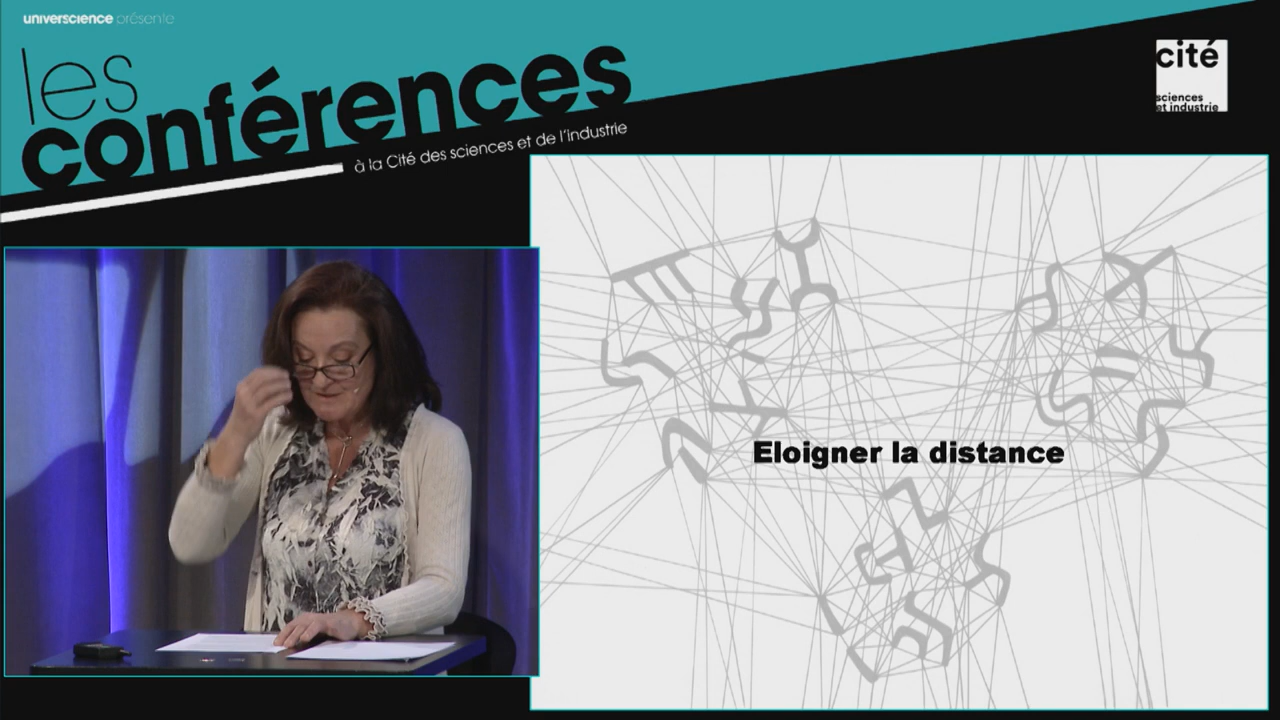 universcience présente
les
conférences
à la Cité des sciences et de l'industrie
cité
sciences
et industrie
Eloigner la distance